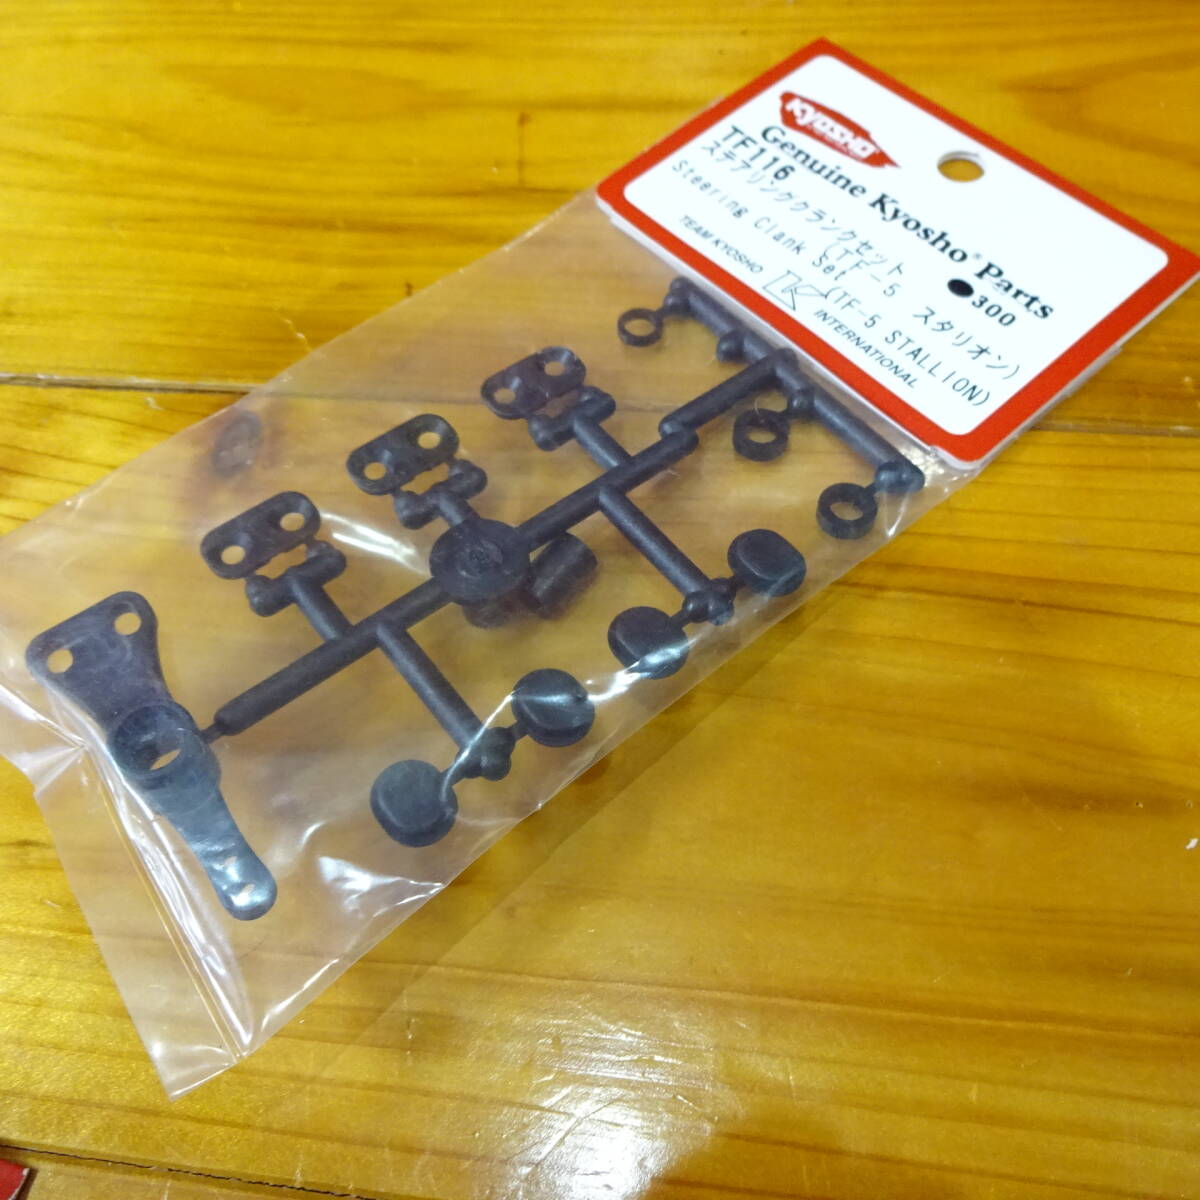 KYOSHO
Genuine Kyosho® Parts
TF116 ●300
ステアリングクランクセット
(TF-5 スタリオン)
Steering Clank Set
(TF-5 STALLION)
TEAM KYOSHO INTERNATIONAL